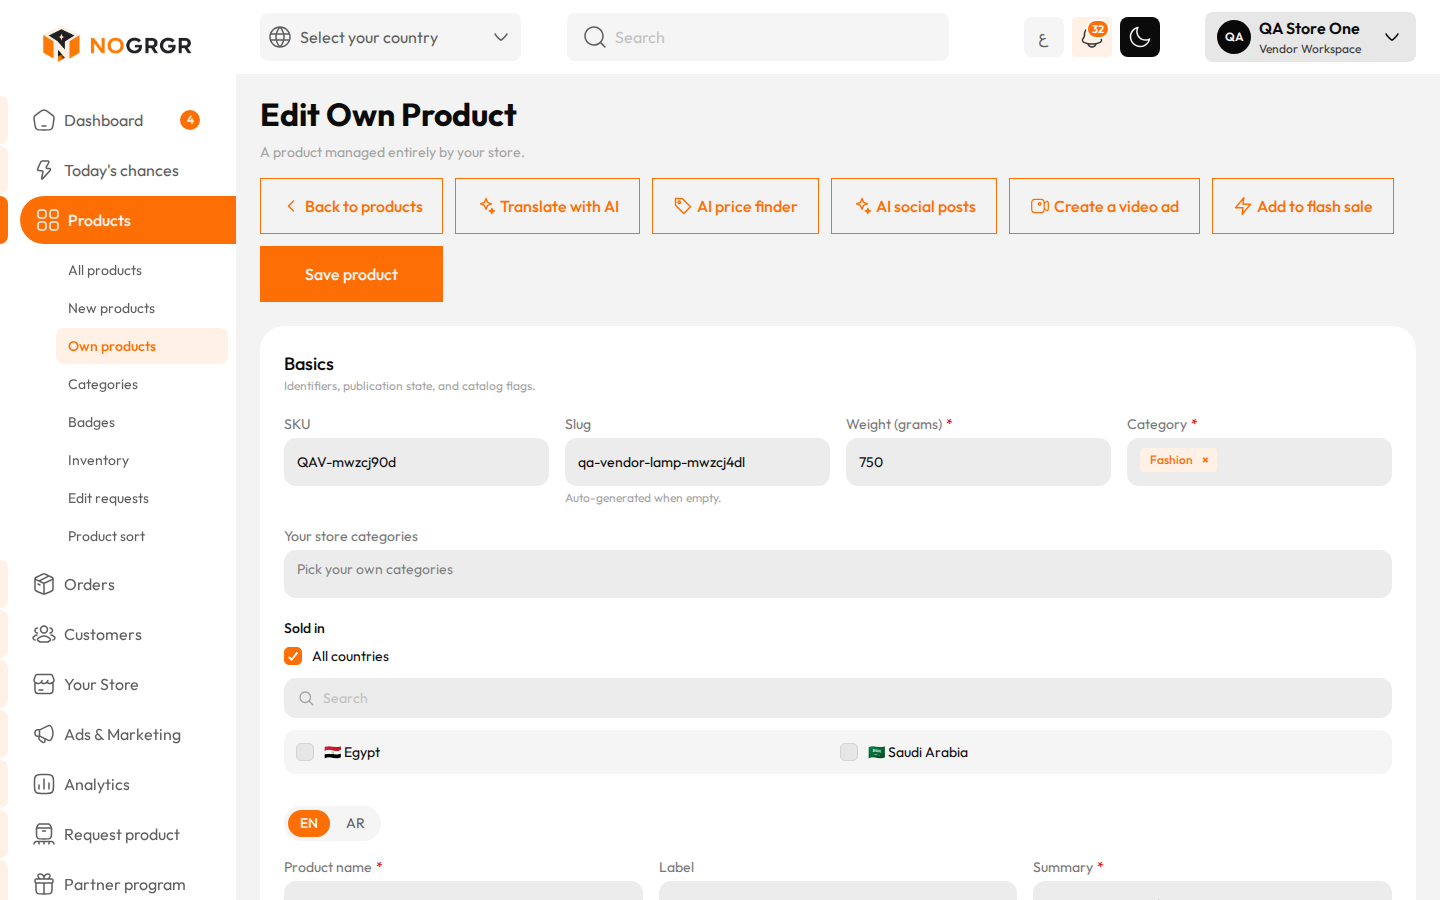 NOGRGR
Select your country
Search
ع
32
QA
QA Store One
Vendor Workspace
Dashboard
4
Today's chances
Products
All products
New products
Own products
Categories
Badges
Inventory
Edit requests
Product sort
Orders
Customers
Your Store
Ads & Marketing
Analytics
Request product
Partner program
Edit Own Product
A product managed entirely by your store.
Back to products
Translate with AI
AI price finder
AI social posts
Create a video ad
Add to flash sale
Save product
Basics
Identifiers, publication state, and catalog flags.
SKU
Slug
Weight (grams) *
Category *
QAV-mwzcj90d
qa-vendor-lamp-mwzcj4dl
750
Fashion ×
Auto-generated when empty.
Your store categories
Pick your own categories
Sold in
All countries
Search
Egypt
Saudi Arabia
EN
AR
Product name *
Label
Summary *